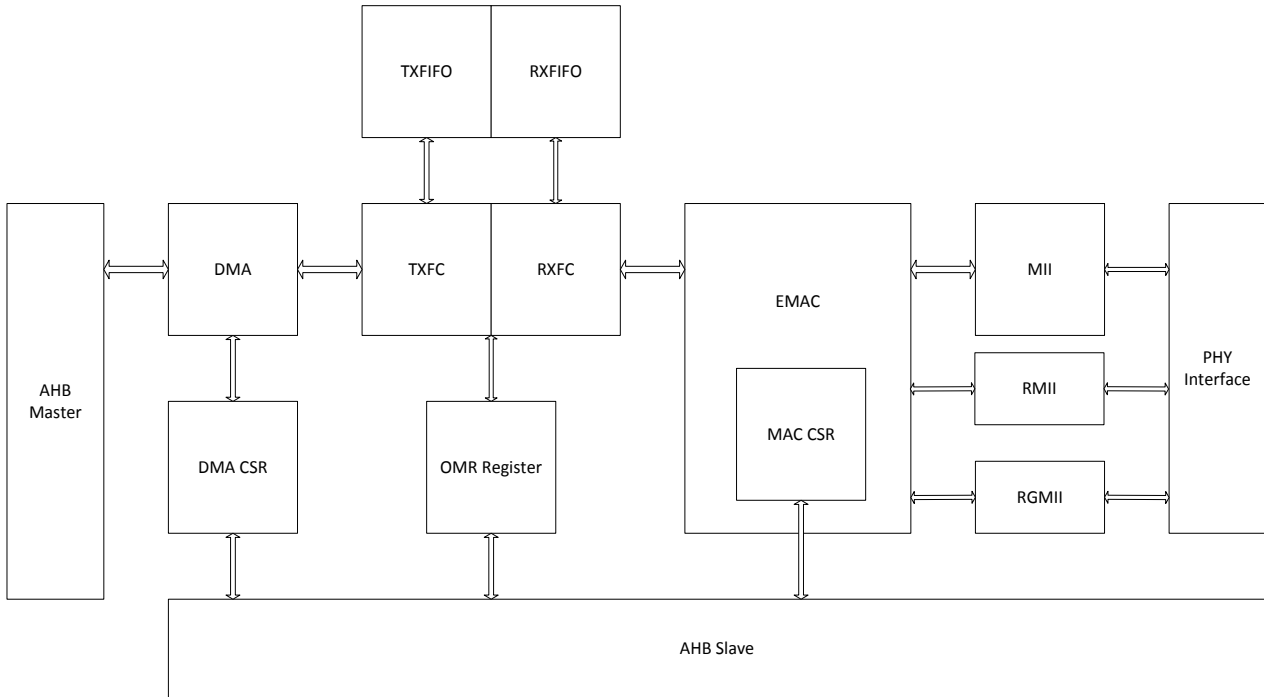 TXFIFO
RXFIFO
AHB
Master
DMA
TXFC
RXFC
EMAC
MII
PHY
Interface
RMII
DMA CSR
OMR Register
MAC CSR
RGMII
AHB Slave